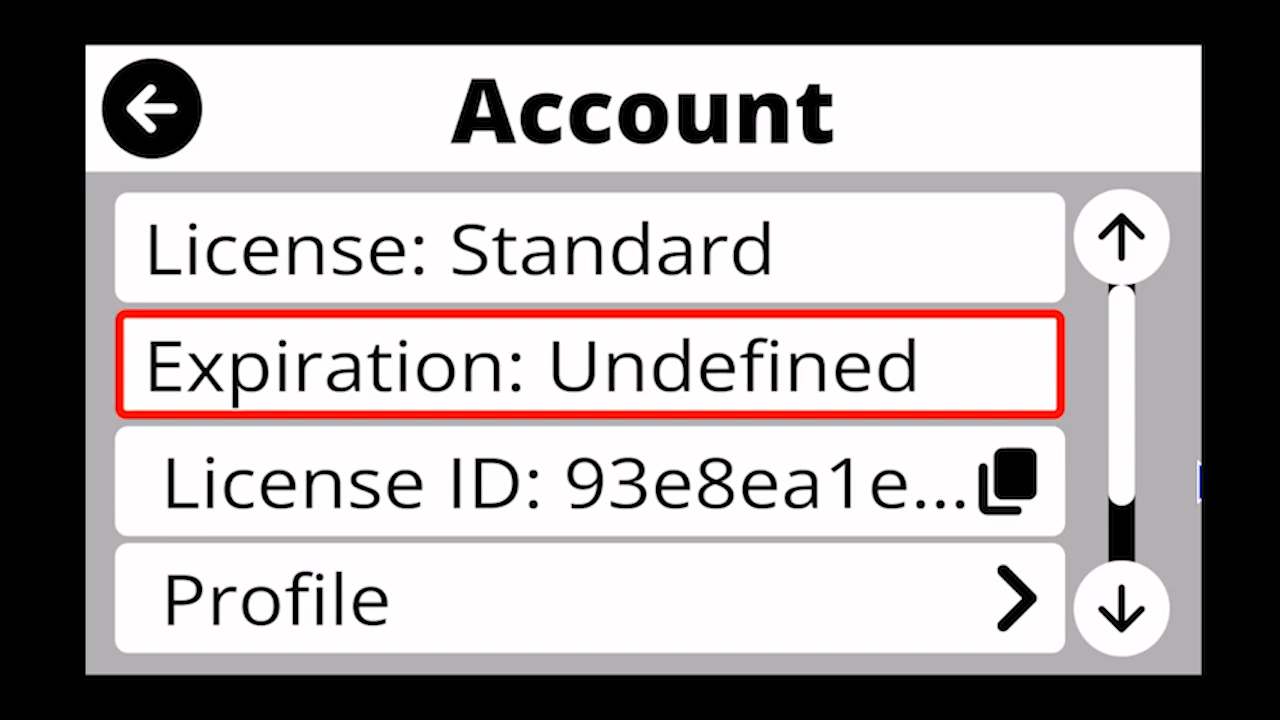 Account
License: Standard
Expiration: Undefined
License ID: 93e8ea1e...
Profile